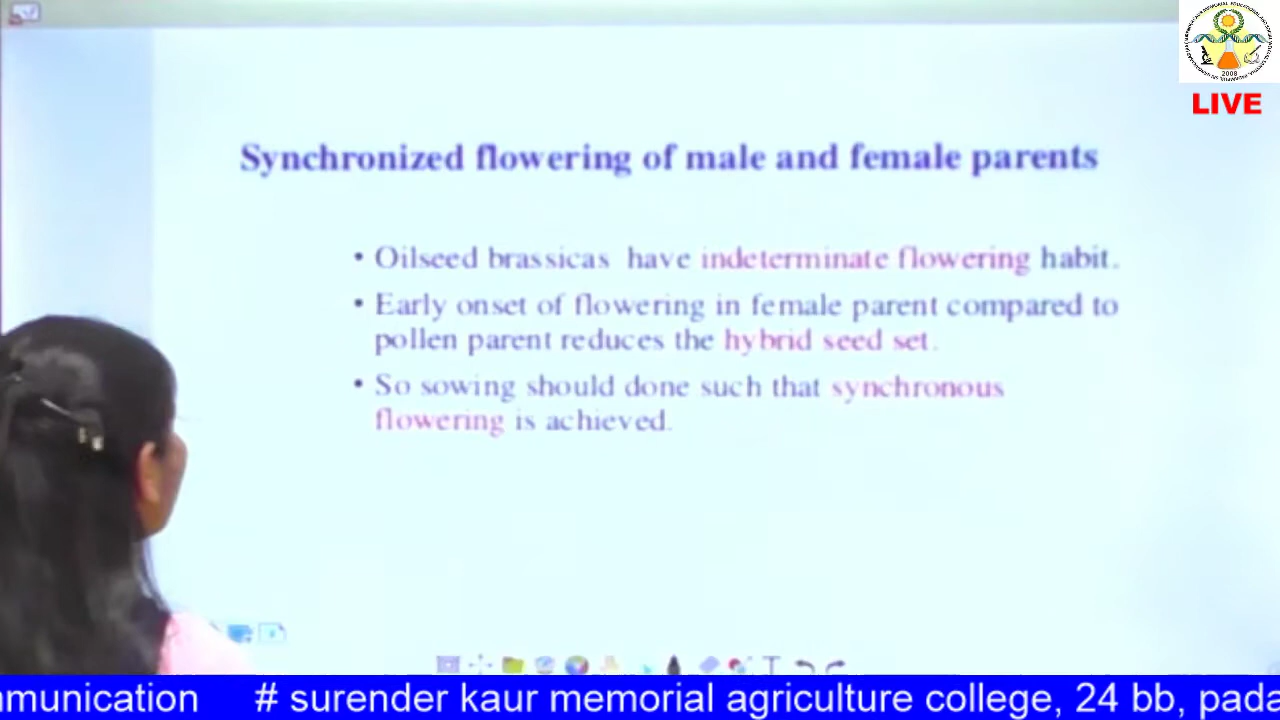 LIVE
Synchronized flowering of male and female parents
• Oilseed brassicas have indeterminate flowering habit.
• Early onset of flowering in female parent compared to
pollen parent reduces the hybrid seed set.
• So sowing should done such that synchronous
flowering is achieved.
2008
mmunication # surender kaur memorial agriculture college, 24 bb, pada